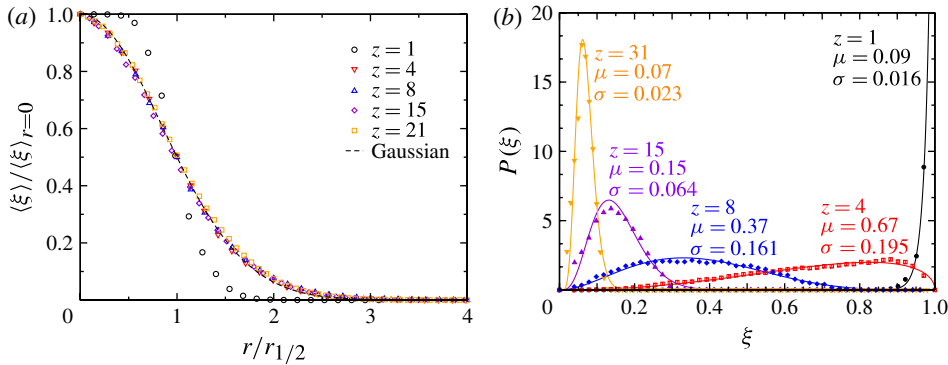 (a)
1.0
0.8
0.6
0.4
0.2
0
0
1
2
3
4
⟨ξ⟩/⟨ξ⟩r=0
r/r1/2
z = 1
z = 4
z = 8
z = 15
z = 21
Gaussian
(b)
20
15
10
5
0
0.2
0.4
0.6
0.8
1.0
P(ξ)
ξ
z = 31
μ = 0.07
σ = 0.023
z = 1
μ = 0.09
σ = 0.016
z = 15
μ = 0.15
σ = 0.064
z = 8
μ = 0.37
σ = 0.161
z = 4
μ = 0.67
σ = 0.195